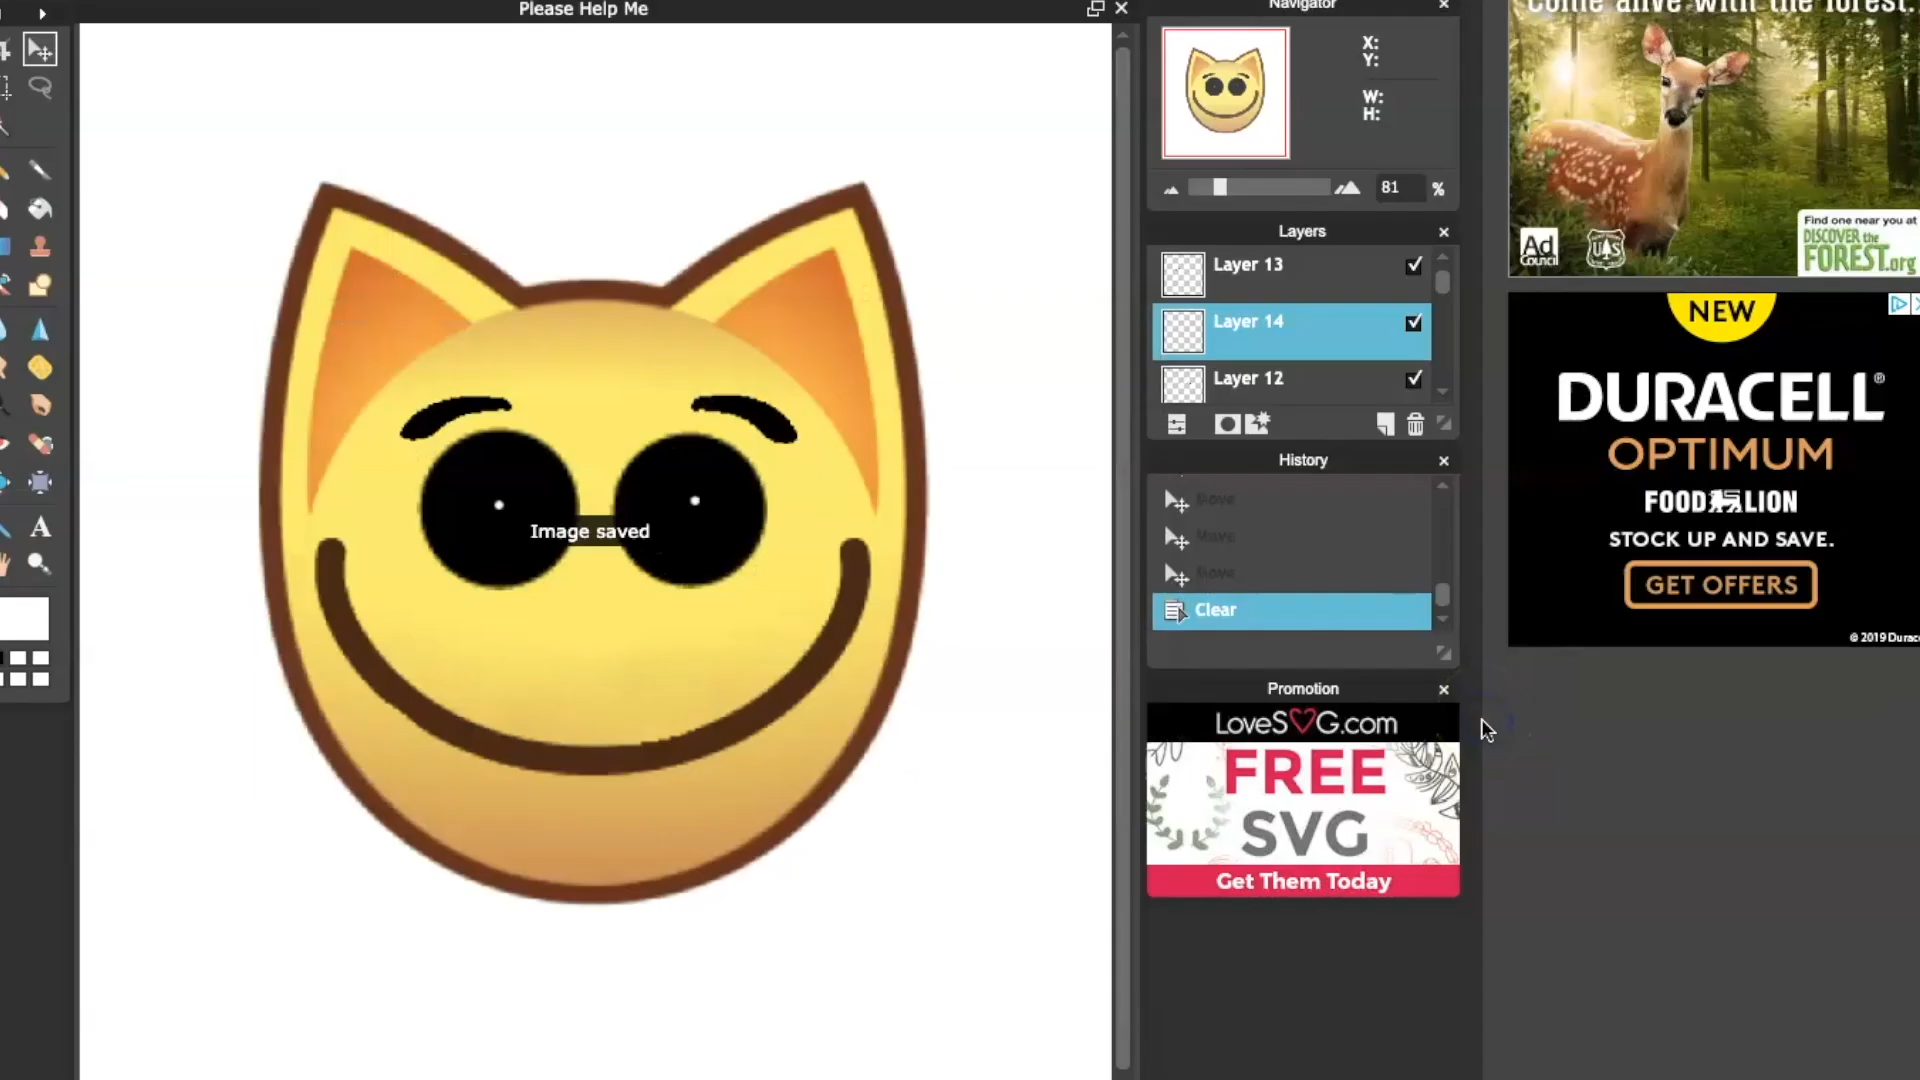 Please Help Me
Image saved
A
Navigator
X:
Y:
W:
H:
81
%
Layers
Layer 13
Layer 14
Layer 12
History
Move
Move
Move
Clear
Promotion
LoveSVG.com
FREE
SVG
Get Them Today
Come alive with the forest.
Ad
Council
UAS
Find one near you at
DISCOVER the
FOREST.org
NEW
DURACELL®
OPTIMUM
FOOD LION
STOCK UP AND SAVE.
GET OFFERS
© 2019 Durac